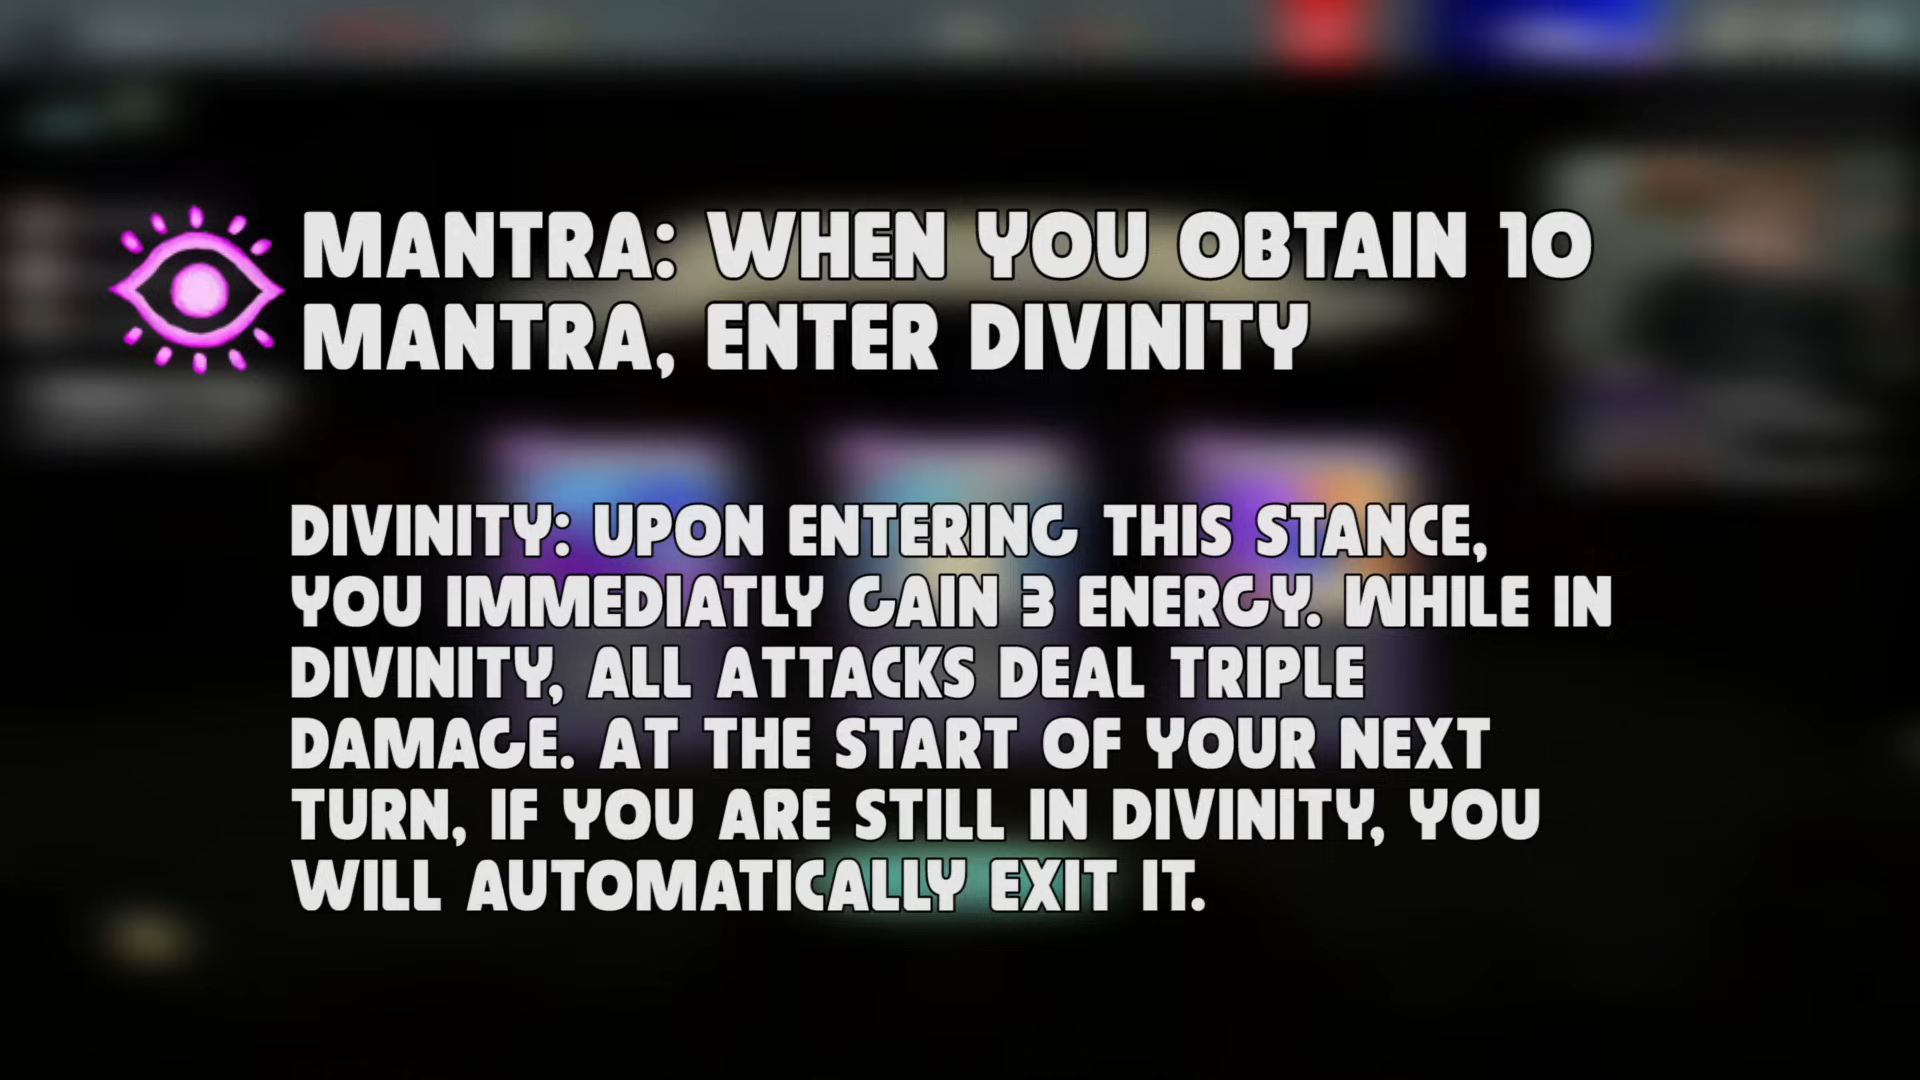 MANTRA: WHEN YOU OBTAIN 10
MANTRA, ENTER DIVINITY
DIVINITY: UPON ENTERING THIS STANCE,
YOU IMMEDIATLY GAIN 3 ENERGY. WHILE IN
DIVINITY, ALL ATTACKS DEAL TRIPLE
DAMAGE. AT THE START OF YOUR NEXT
TURN, IF YOU ARE STILL IN DIVINITY, YOU
WILL AUTOMATICALLY EXIT IT.